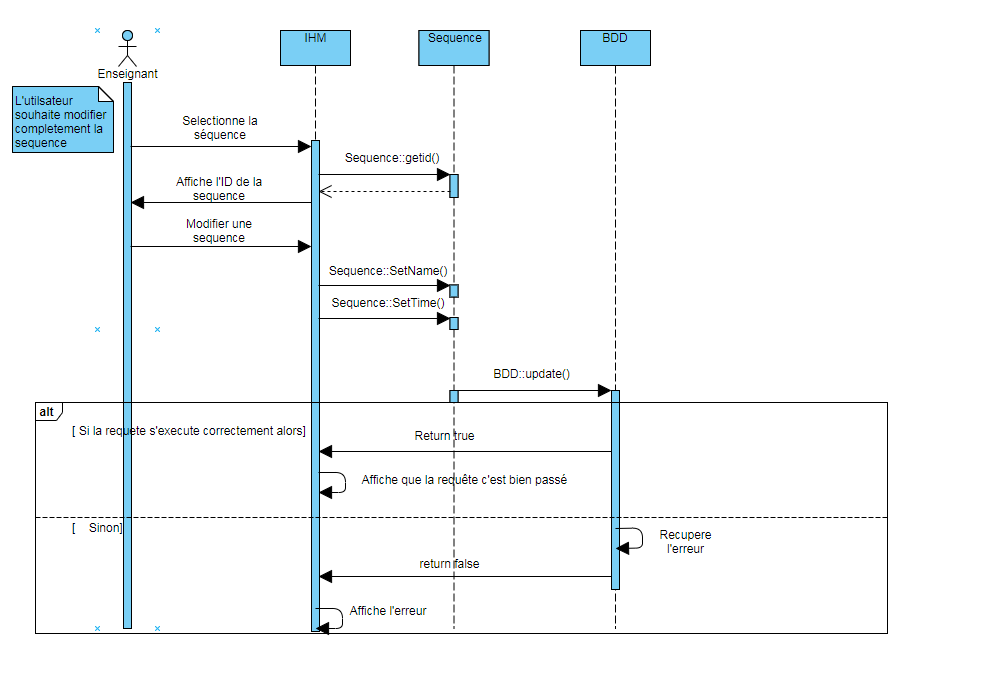 IHM
Sequence
BDD
Enseignant
L'utilsateur
souhaite modifier
completement la
sequence
Selectionne la
séquence
Sequence::getid()
Affiche l'ID de la
sequence
Modifier une
sequence
Sequence::SetName()
Sequence::SetTime()
BDD::update()
alt
[ Si la requete s'execute correctement alors]
Return true
Affiche que la requête c'est bien passé
[ Sinon]
Recupere
l'erreur
return false
Affiche l'erreur